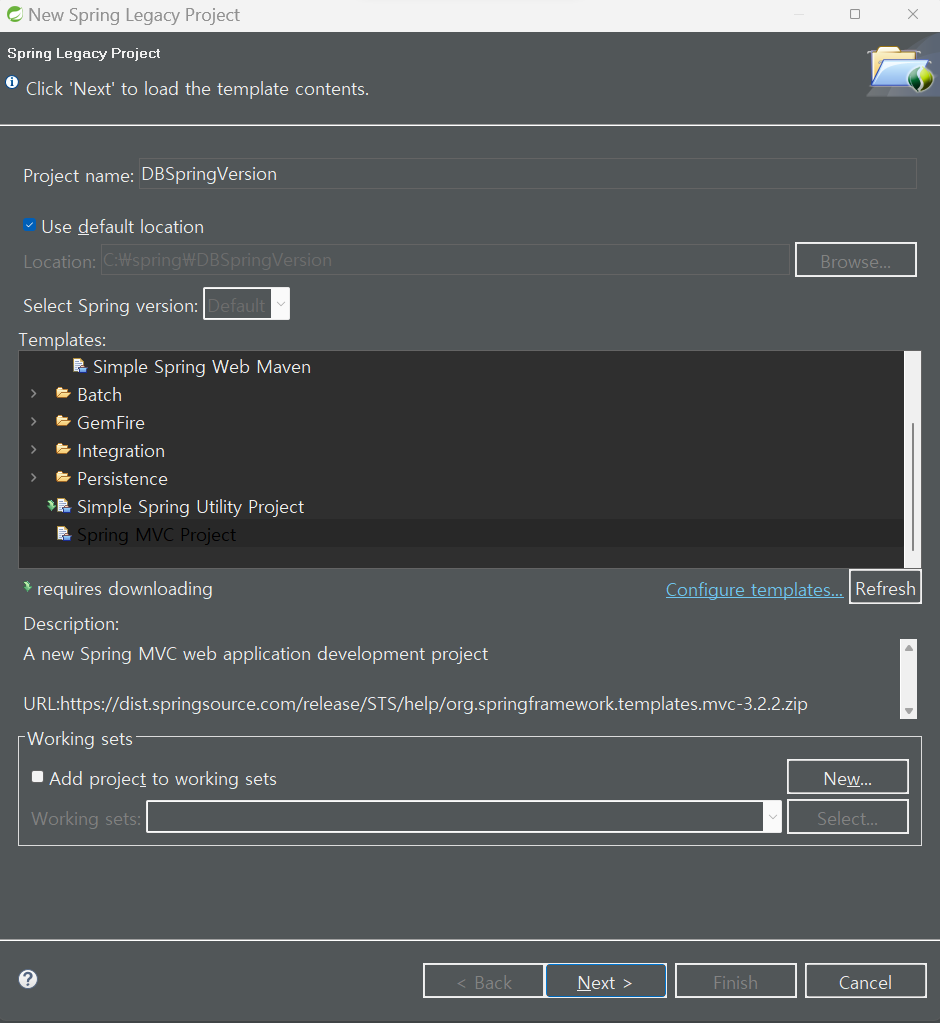 New Spring Legacy Project
Spring Legacy Project
Click 'Next' to load the template contents.
Project name: DBSpringVersion
Use default location
Location: C:₩spring₩DBSpringVersion Browse...
Select Spring version: Default
Templates:
Simple Spring Web Maven
Batch
GemFire
Integration
Persistence
Simple Spring Utility Project
Spring MVC Project
requires downloading Configure templates... Refresh
Description:
A new Spring MVC web application development project
URL:https://dist.springsource.com/release/STS/help/org.springframework.templates.mvc-3.2.2.zip
Working sets
Add project to working sets New...
Working sets: Select...
< Back Next > Finish Cancel